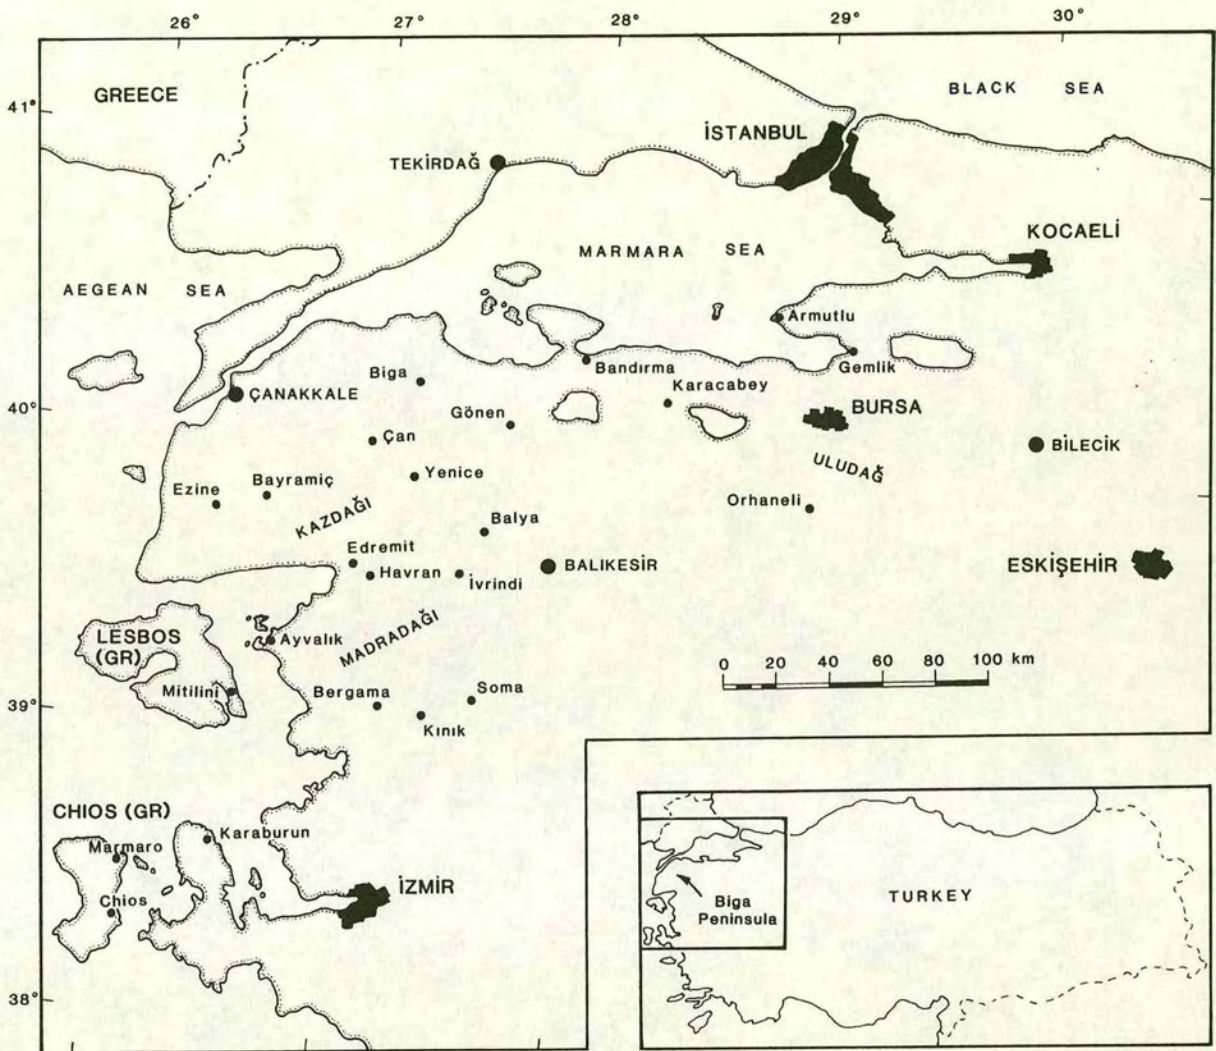 26° 27° 28° 29° 30°
BLACK SEA
GREECE
41°
İSTANBUL
TEKİRDAĞ
KOCAELİ
MARMARA SEA
AEGEAN SEA
Armutlu
Bandırma
Gemlik
Biga
Karacabey
ÇANAKKALE
40°
Gönen
BURSA
Çan
BİLECİK
ULUDAĞ
Yenice
Bayramiç
Ezine
Orhaneli
KAZDAĞI
Balya
Edremit
BALIKESİR
ESKİŞEHİR
Havran
İvrindi
LESBOS
(GR)
Ayvalık
MADRADAĞI
0 20 40 60 80 100 km
Mitilini
Bergama
Soma
39°
Kınık
CHIOS (GR)
Karaburun
Marmaro
İZMİR
Chios
Biga
Peninsula
TURKEY
38°